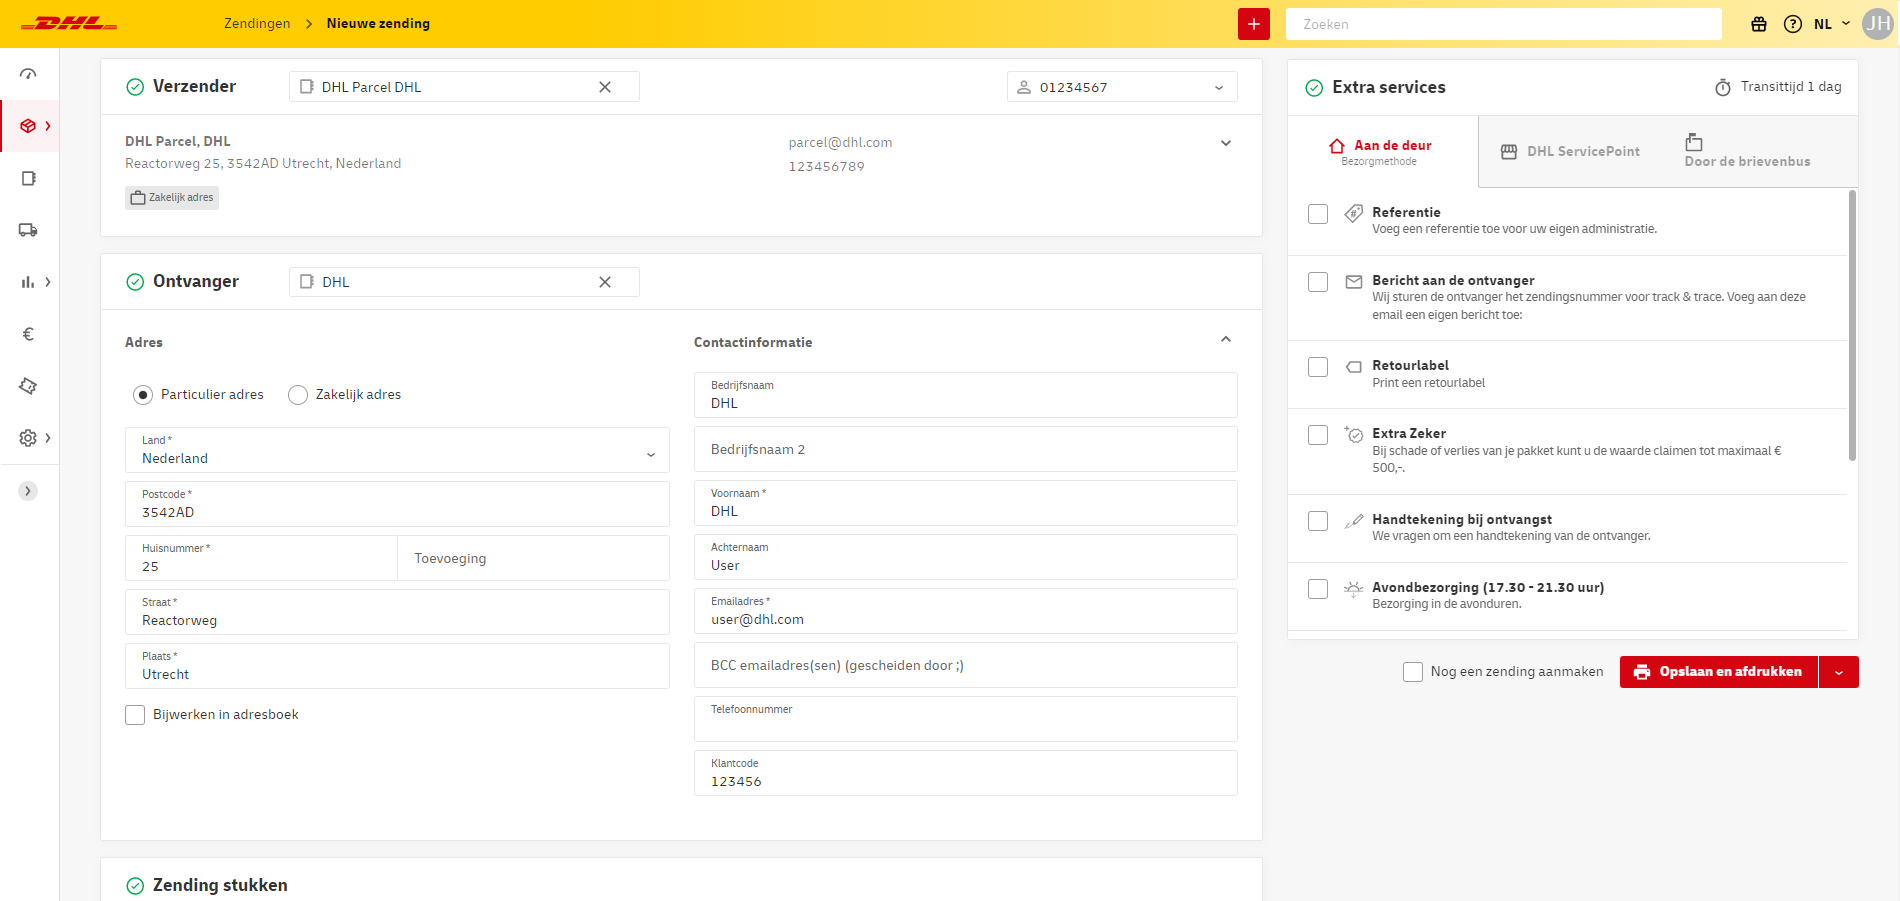 DHL
Zendingen > Nieuwe zending
Zoeken
NL
JH
Verzender
DHL Parcel DHL
01234567
DHL Parcel, DHL
Reactorweg 25, 3542AD Utrecht, Nederland
parcel@dhl.com
123456789
Zakelijk adres
Ontvanger
DHL
Adres
Particulier adres
Zakelijk adres
Land *
Nederland
Postcode *
3542AD
Huisnummer *
25
Toevoeging
Straat *
Reactorweg
Plaats *
Utrecht
Bijwerken in adresboek
Contactinformatie
Bedrijfsnaam
DHL
Bedrijfsnaam 2
Voornaam *
DHL
Achternaam
User
Emailadres *
user@dhl.com
BCC emailadres(sen) (gescheiden door ;)
Telefoonnummer
Klantcode
123456
Zending stukken
Extra services
Transittijd 1 dag
Aan de deur
Bezorgmethode
DHL ServicePoint
Door de brievenbus
Referentie
Voeg een referentie toe voor uw eigen administratie.
Bericht aan de ontvanger
Wij sturen de ontvanger het zendingsnummer voor track & trace. Voeg aan deze
email een eigen bericht toe:
Retourlabel
Print een retourlabel
Extra Zeker
Bij schade of verlies van je pakket kunt u de waarde claimen tot maximaal €
500,-.
Handtekening bij ontvangst
We vragen om een handtekening van de ontvanger.
Avondbezorging (17.30 - 21.30 uur)
Bezorging in de avonduren.
Nog een zending aanmaken
Opslaan en afdrukken